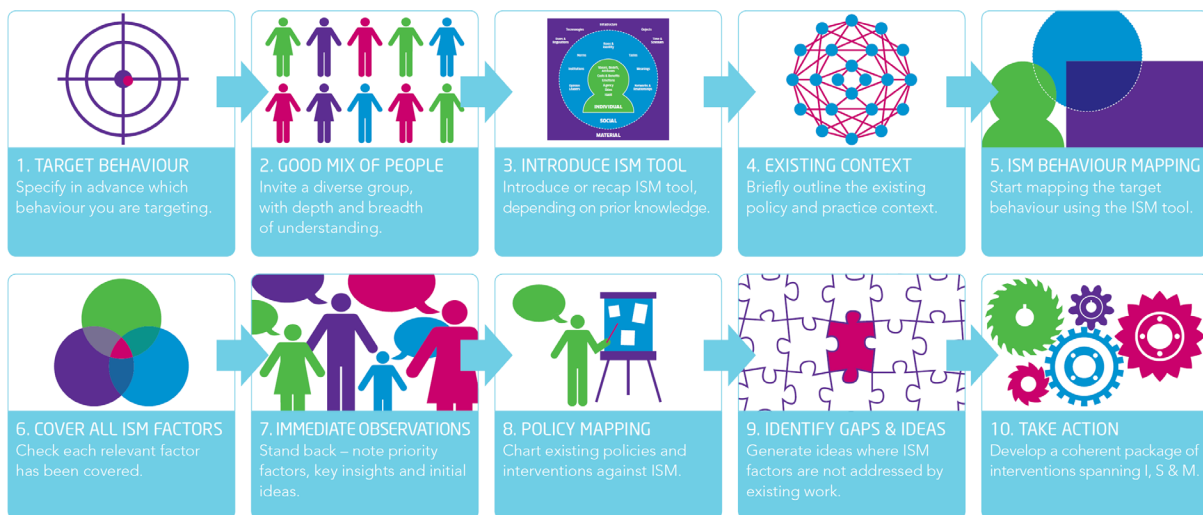 1. TARGET BEHAVIOUR
Specify in advance which
behaviour you are targeting.
2. GOOD MIX OF PEOPLE
Invite a diverse group,
with depth and breadth
of understanding.
INDIVIDUAL
SOCIAL
MATERIAL
3. INTRODUCE ISM TOOL
Introduce or recap ISM tool,
depending on prior knowledge.
4. EXISTING CONTEXT
Briefly outline the existing
policy and practice context.
5. ISM BEHAVIOUR MAPPING
Start mapping the target
behaviour using the ISM tool.
6. COVER ALL ISM FACTORS
Check each relevant factor
has been covered.
7. IMMEDIATE OBSERVATIONS
Stand back – note priority
factors, key insights and initial
ideas.
8. POLICY MAPPING
Chart existing policies and
interventions against ISM.
9. IDENTIFY GAPS & IDEAS
Generate ideas where ISM
factors are not addressed by
existing work.
10. TAKE ACTION
Develop a coherent package of
interventions spanning I, S & M.